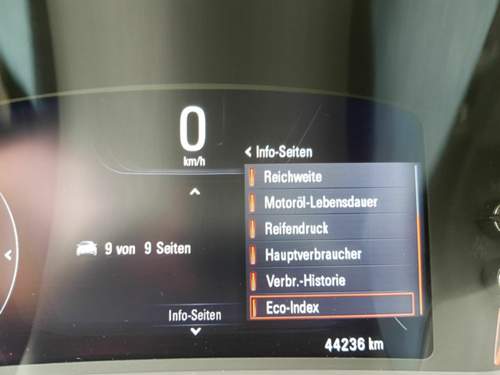 0
km/h
Info-Seiten
Reichweite
Motoröl-Lebensdauer
Reifendruck
9 von 9 Seiten
Hauptverbraucher
Verbr.-Historie
Eco-Index
Info-Seiten
44236 km